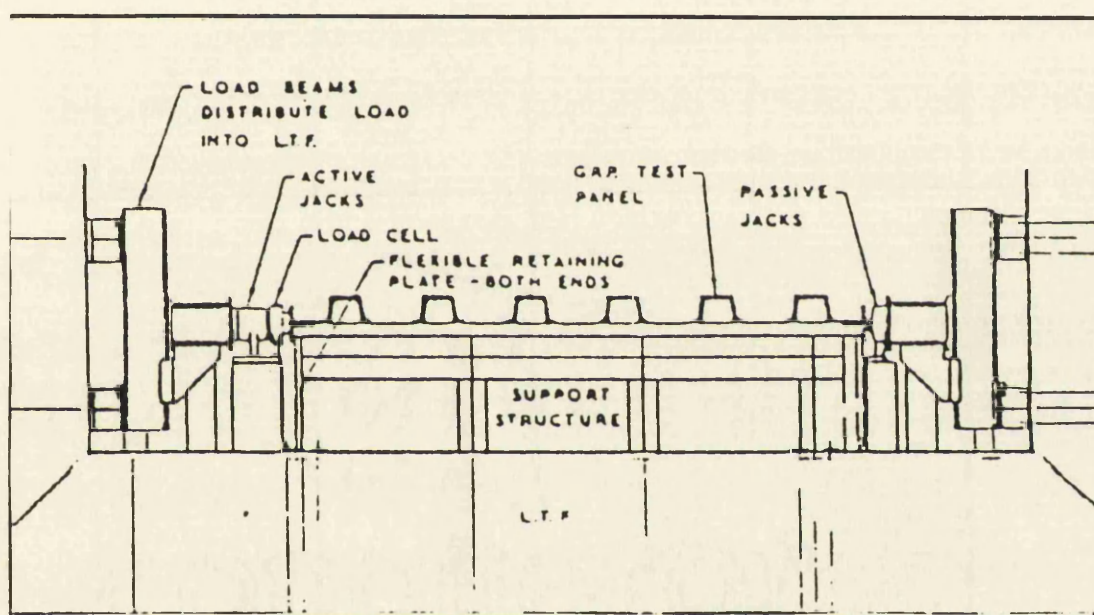 LOAD BEAMS
DISTRIBUTE LOAD
INTO L.T.F.
ACTIVE
JACKS
LOAD CELL
FLEXIBLE RETAINING
PLATE - BOTH ENDS
G.R.P. TEST
PANEL
PASSIVE
JACKS
SUPPORT
STRUCTURE
L.T.F